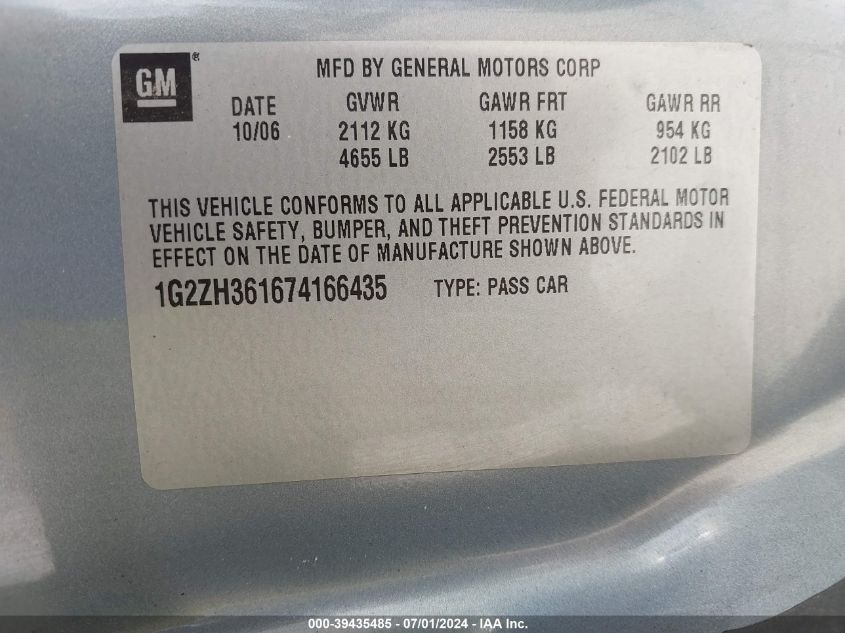 GM®
MFD BY GENERAL MOTORS CORP
DATE GVWR GAWR FRT GAWR RR
10/06 2112 KG 1158 KG 954 KG
4655 LB 2553 LB 2102 LB
THIS VEHICLE CONFORMS TO ALL APPLICABLE U.S. FEDERAL MOTOR
VEHICLE SAFETY, BUMPER, AND THEFT PREVENTION STANDARDS IN
EFFECT ON THE DATE OF MANUFACTURE SHOWN ABOVE.
1G2ZH361674166435 TYPE: PASS CAR
000-39435485 - 07/01/2024 - IAA Inc.